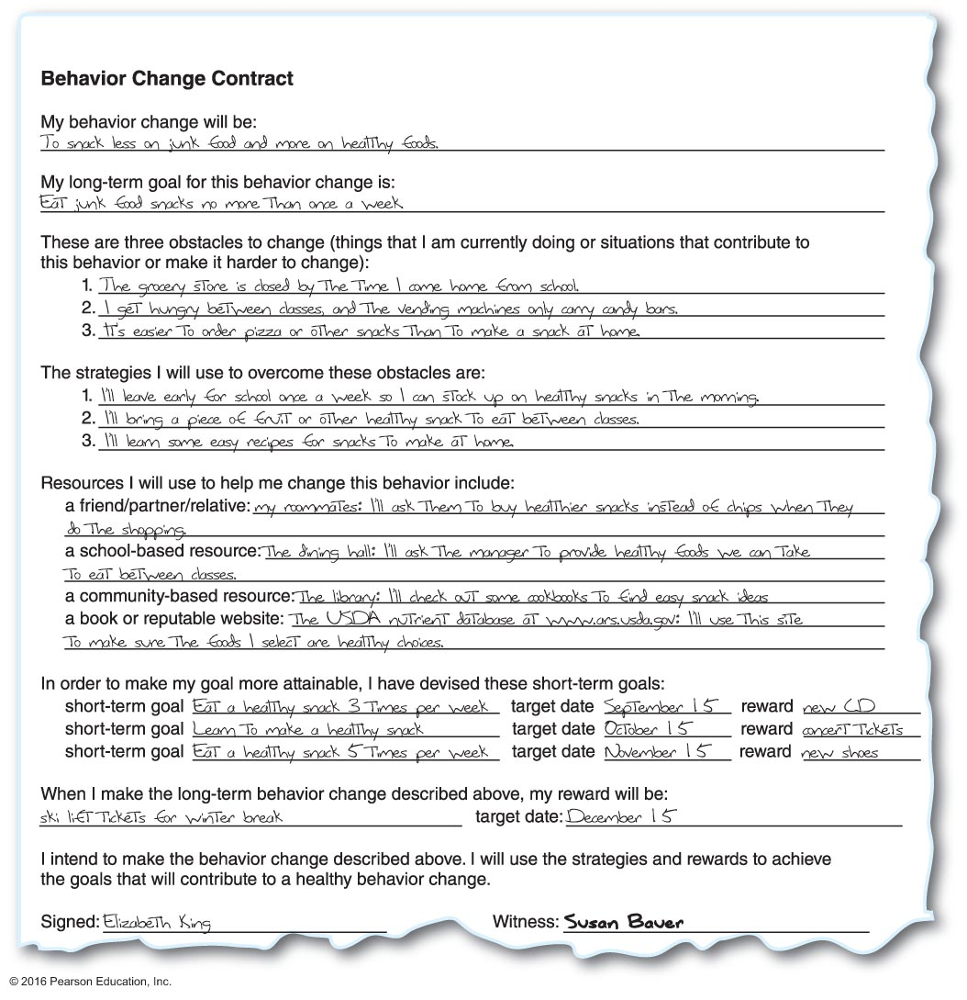 Behavior Change Contract
My behavior change will be:
To snack less on junk food and more on healthy foods.
My long-term goal for this behavior change is:
Eat junk food snacks no more than once a week
These are three obstacles to change (things that I am currently doing or situations that contribute to
this behavior or make it harder to change):
1. The grocery store is closed by the time I come home from school.
2. I get hungry between classes, and the vending machines only carry candy bars.
3. It's easier to order pizza or other snacks than to make a snack at home.
The strategies I will use to overcome these obstacles are:
1. I'll leave early for school once a week so I can stock up on healthy snacks in the morning.
2. I'll bring a piece of fruit or other healthy snack to eat between classes.
3. I'll learn some easy recipes for snacks to make at home.
Resources I will use to help me change this behavior include:
a friend/partner/relative: my roommates: I'll ask them to buy healthier snacks instead of chips when they
do the shopping.
a school-based resource: The dining hall: I'll ask the manager to provide healthy foods we can take
to eat between classes.
a community-based resource: The library: I'll check out some cookbooks to find easy snack ideas
a book or reputable website: The USDA nutrient database at www.ars.usda.gov: I'll use this site
to make sure the foods I select are healthy choices.
In order to make my goal more attainable, I have devised these short-term goals:
short-term goal Eat a healthy snack 3 times per week target date September 15 reward new CD
short-term goal Learn to make a healthy snack target date October 15 reward concert tickets
short-term goal Eat a healthy snack 5 times per week target date November 15 reward new shoes
When I make the long-term behavior change described above, my reward will be:
ski lift tickets for winter break target date: December 15
I intend to make the behavior change described above. I will use the strategies and rewards to achieve
the goals that will contribute to a healthy behavior change.
Signed: Elizabeth King Witness: Susan Bauer
© 2016 Pearson Education, Inc.